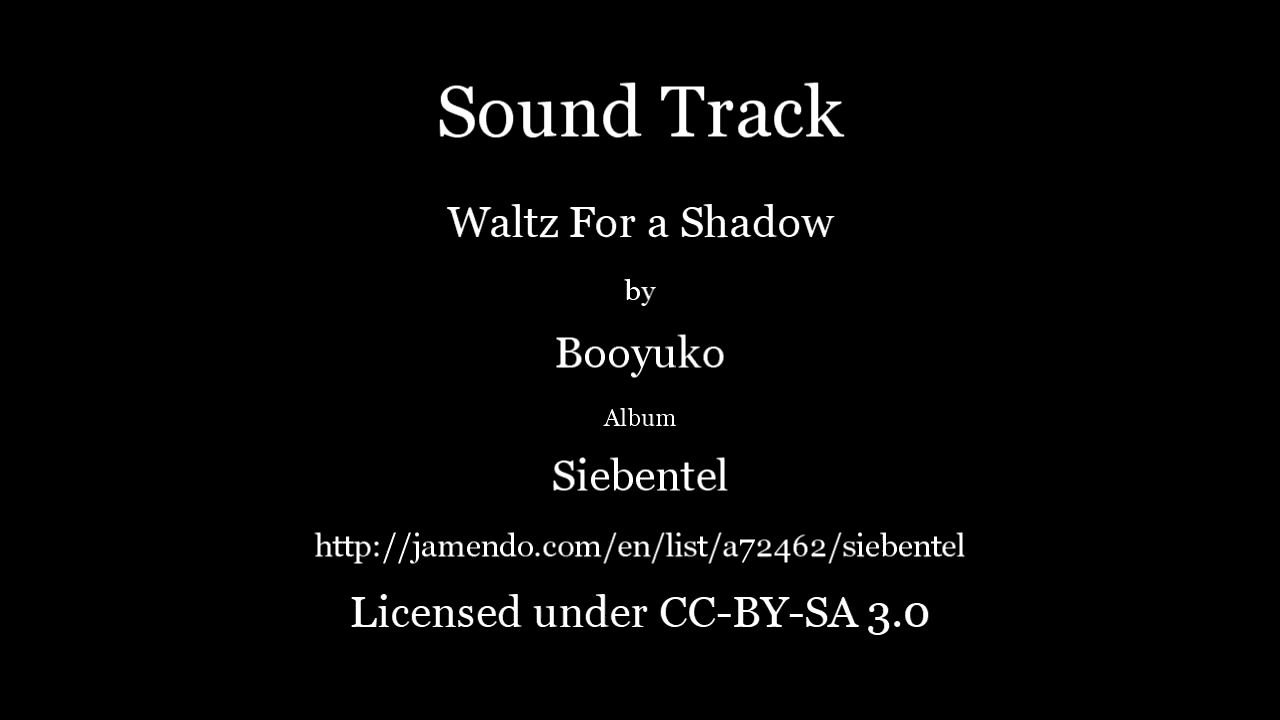 Sound Track
Waltz For a Shadow
by
Booyuko
Album
Siebentel
http://jamendo.com/en/list/a72462/siebentel
Licensed under CC-BY-SA 3.0